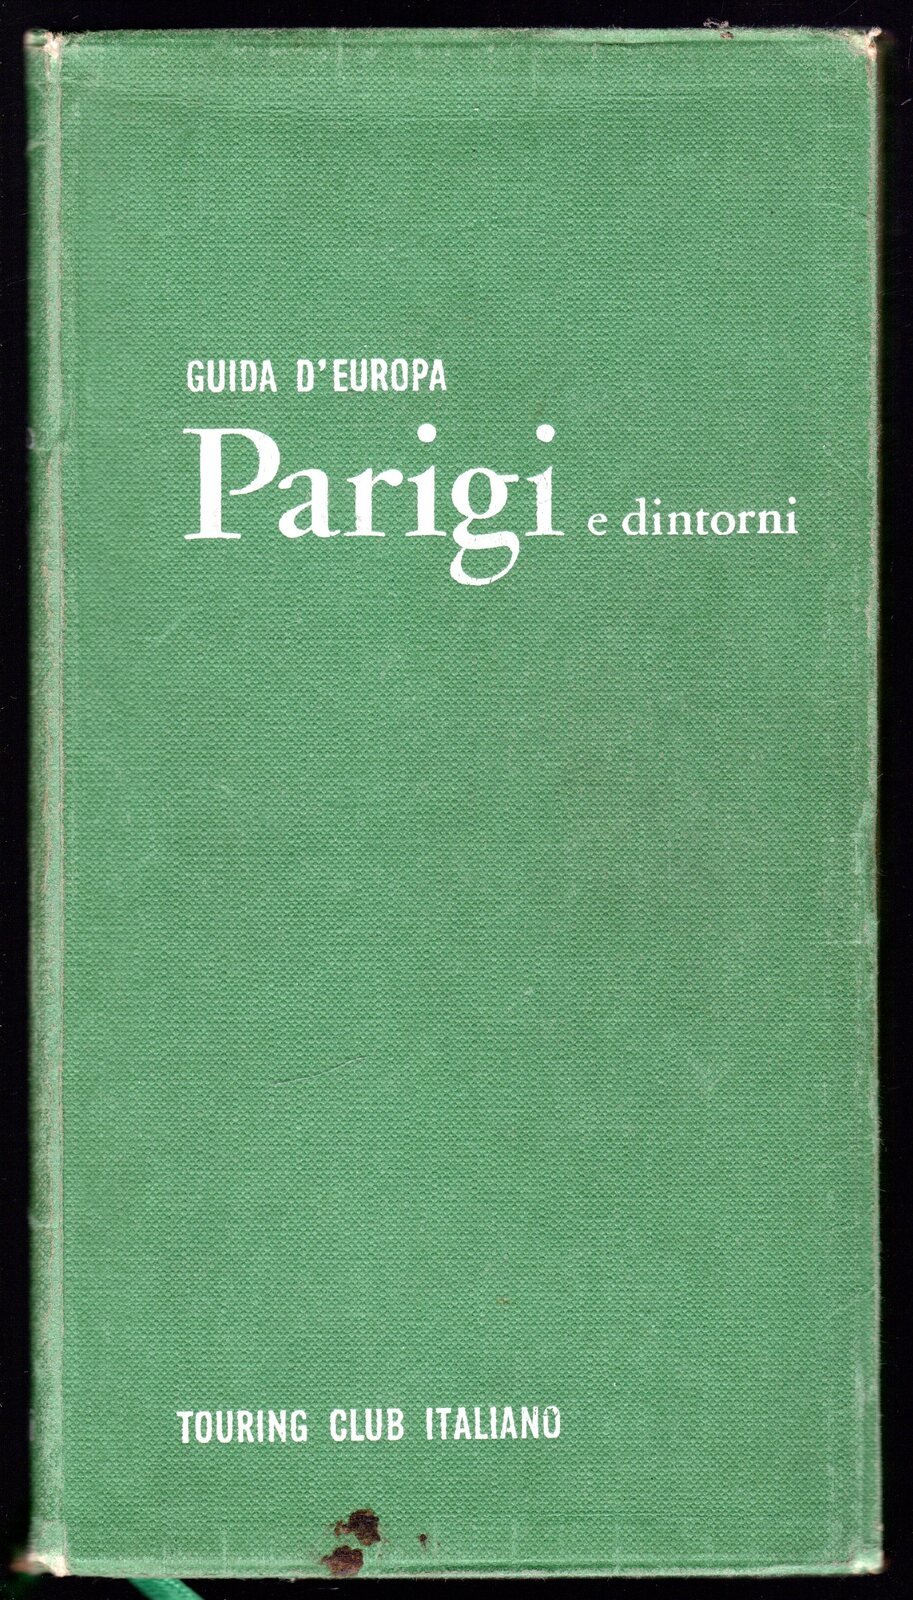 GUIDA D'EUROPA
Parigi e dintorni
TOURING CLUB ITALIANO